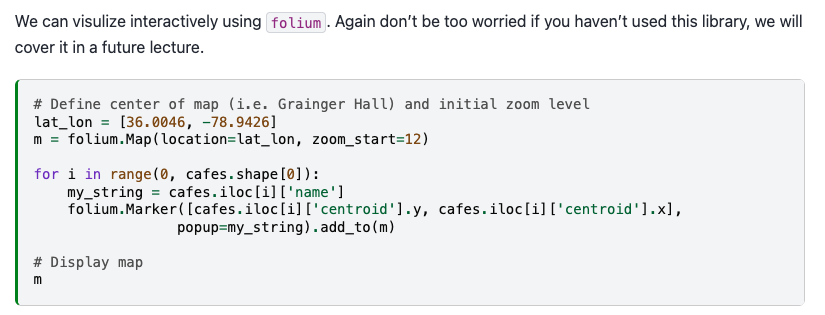 We can visulize interactively using folium. Again don't be too worried if you haven't used this library, we will
cover it in a future lecture.
# Define center of map (i.e. Grainger Hall) and initial zoom level
lat_lon = [36.0046, -78.9426]
m = folium.Map(location=lat_lon, zoom_start=12)
for i in range(0, cafes.shape[0]):
    my_string = cafes.iloc[i]['name']
    folium.Marker([cafes.iloc[i]['centroid'].y, cafes.iloc[i]['centroid'].x],
                 popup=my_string).add_to(m)
# Display map
m